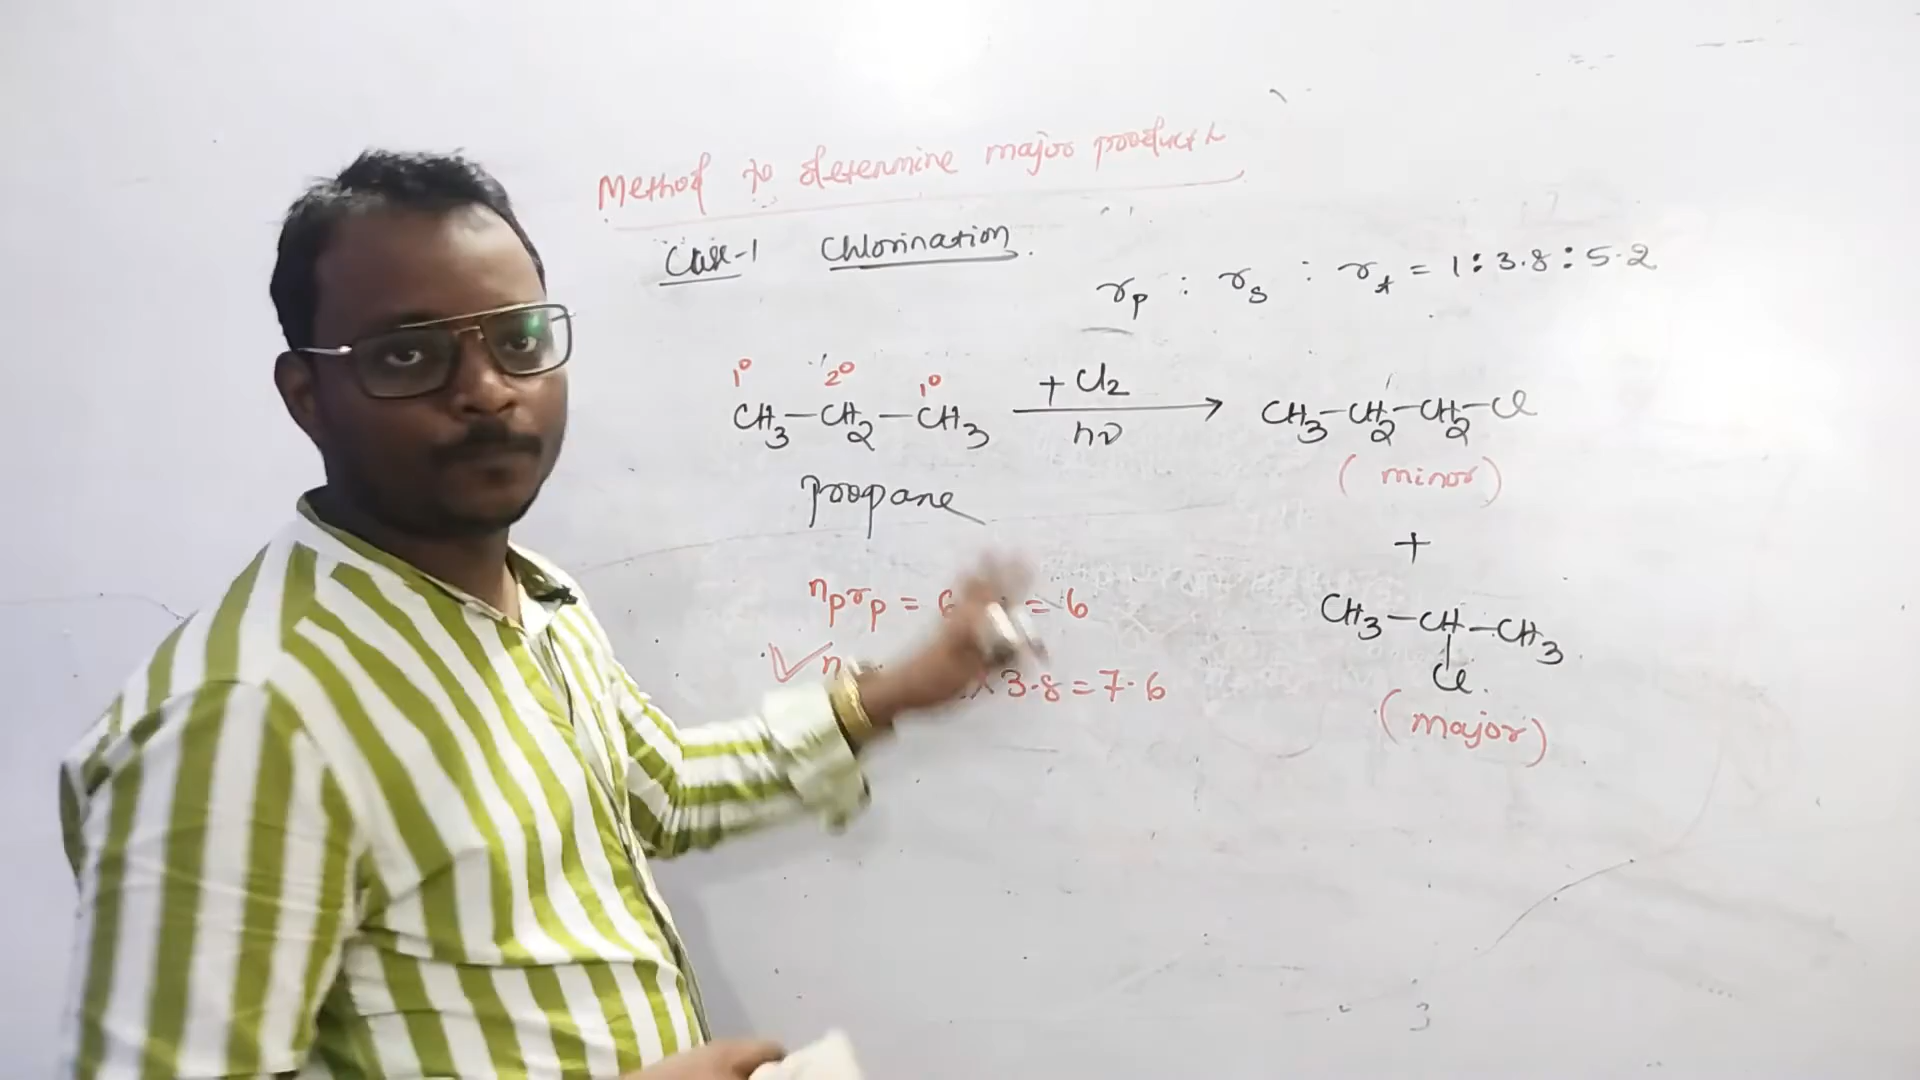 Method to determine major product
Case-1 Chlorination.
rp : rs : rt = 1 : 3.8 : 5.2
1° 2° 1°
CH3-CH2-CH3 + Cl2 hν → CH3-CH2-CH2-Cl
(minor)
propane
+
nprp = 6 = 6
CH3-CH-CH3
Cl.
n × 3.8 = 7.6
(major)